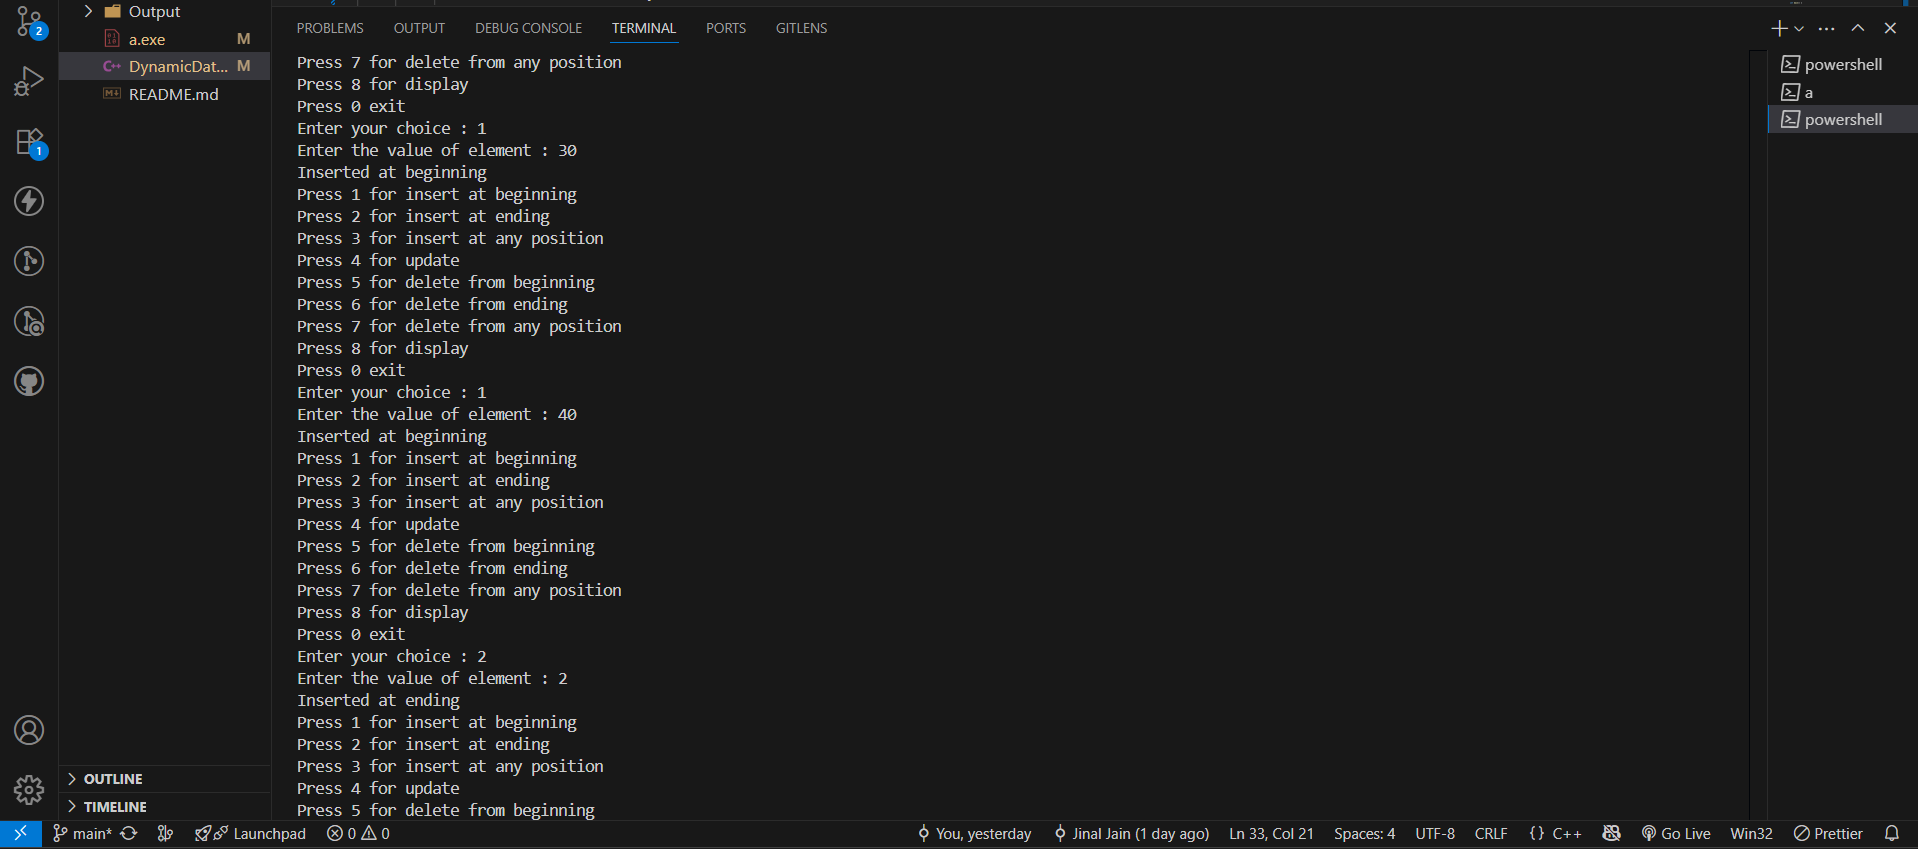 2
Output
a.exe M
DynamicDat... M
README.md
1
PROBLEMS OUTPUT DEBUG CONSOLE TERMINAL PORTS GITLENS
Press 7 for delete from any position
Press 8 for display
Press 0 exit
Enter your choice : 1
Enter the value of element : 30
Inserted at beginning
Press 1 for insert at beginning
Press 2 for insert at ending
Press 3 for insert at any position
Press 4 for update
Press 5 for delete from beginning
Press 6 for delete from ending
Press 7 for delete from any position
Press 8 for display
Press 0 exit
Enter your choice : 1
Enter the value of element : 40
Inserted at beginning
Press 1 for insert at beginning
Press 2 for insert at ending
Press 3 for insert at any position
Press 4 for update
Press 5 for delete from beginning
Press 6 for delete from ending
Press 7 for delete from any position
Press 8 for display
Press 0 exit
Enter your choice : 2
Enter the value of element : 2
Inserted at ending
Press 1 for insert at beginning
Press 2 for insert at ending
Press 3 for insert at any position
Press 4 for update
Press 5 for delete from beginning
powershell
a
powershell
OUTLINE
TIMELINE
main* Launchpad 0 0 You, yesterday Jinal Jain (1 day ago) Ln 33, Col 21 Spaces: 4 UTF-8 CRLF {} C++ Go Live Win32 Prettier